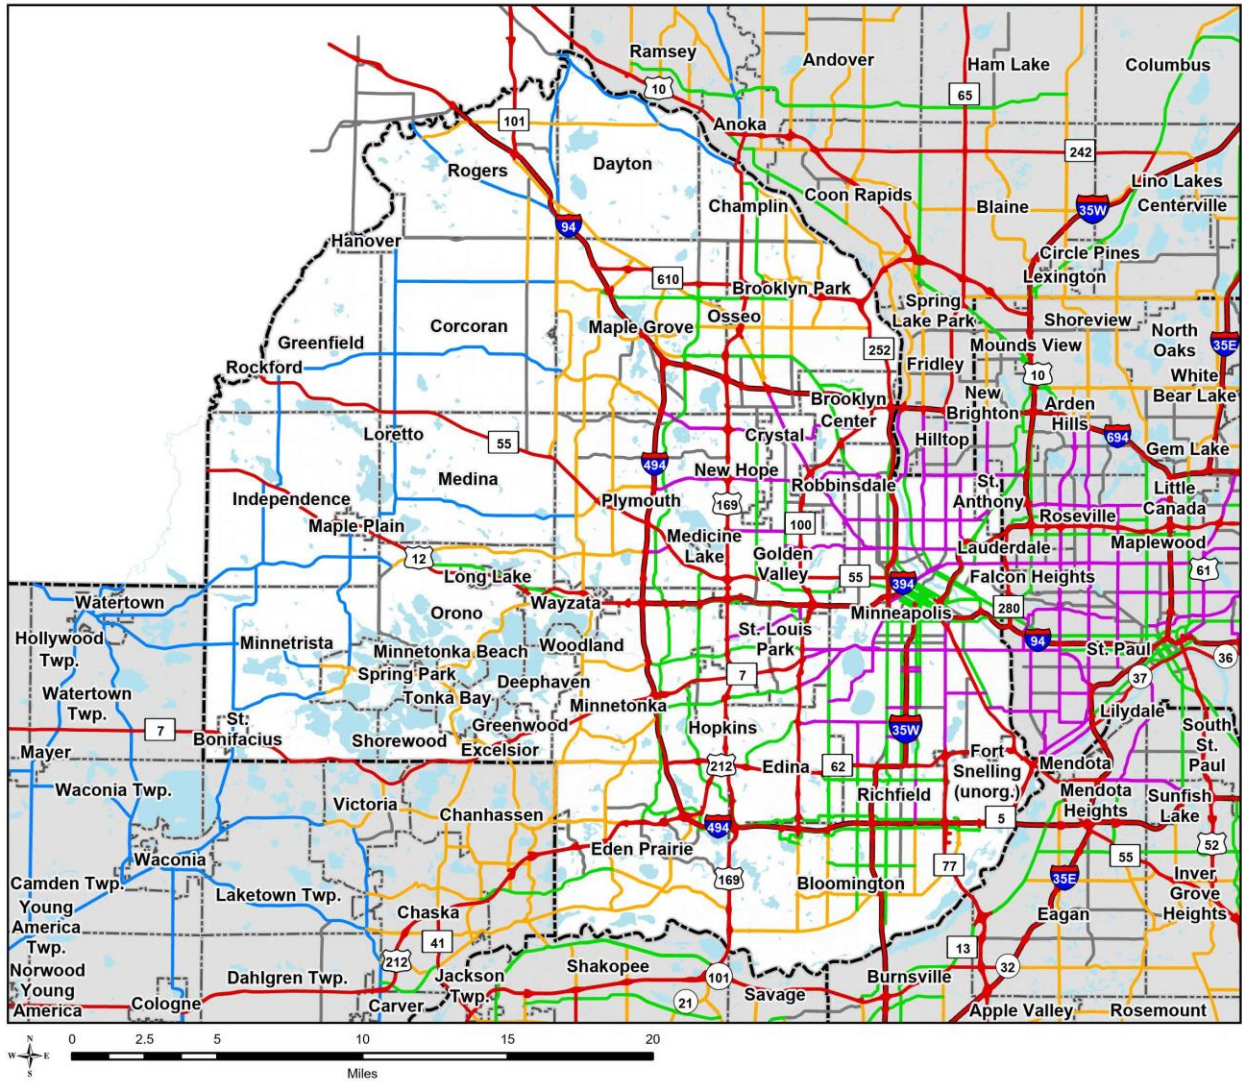 Ramsey
Andover
Ham Lake
Columbus
10
65
101
Anoka
242
Rogers
Dayton
Lino Lakes
Coon Rapids
Centerville
Champlin
Blaine
35W
94
Hanover
Circle Pines
Lexington
610
Brooklyn Park
Spring
Lake Park
Osseo
Shoreview
Corcoran
Maple Grove
North
Oaks
Greenfield
Mounds View
35E
252
Fridley
Rockford
10
White
Bear Lake
Brooklyn
Center
New
Brighton
Arden
Hills
Loretto
55
Crystal
Hilltop
694
Gem Lake
494
New Hope
Medina
Robbinsdale
St.
Anthony
Little
Canada
Independence
Plymouth
169
Roseville
Maple Plain
100
Medicine
Lake
Lauderdale
Maplewood
12
Golden
Valley
61
Long Lake
55
394
Falcon Heights
Watertown
Wayzata
280
Orono
Minneapolis
Hollywood
Twp.
Minnetrista
Minnetonka Beach
Woodland
St. Louis
Park
94
St. Paul
36
Spring Park
7
37
Watertown
Twp.
Tonka Bay
Deephaven
Minnetonka
Lilydale
7
St.
Bonifacius
Shorewood
Greenwood
Hopkins
35W
South
St.
Paul
Mayer
Excelsior
212
Edina
62
Fort
Snelling
(unorg.)
Mendota
Waconia Twp.
Richfield
Mendota
Heights
Sunfish
Lake
Victoria
Chanhassen
494
5
Waconia
Eden Prairie
77
55
52
Camden Twp.
Laketown Twp.
169
Bloomington
35E
Inver
Grove
Heights
Young
America
Twp.
Chaska
Eagan
41
13
212
Norwood
Young
America
Dahlgren Twp.
Jackson
Twp.
Shakopee
101
Burnsville
32
Cologne
Carver
21
Savage
Apple Valley
Rosemount
N
W E
S
0 2.5 5 10 15 20
Miles